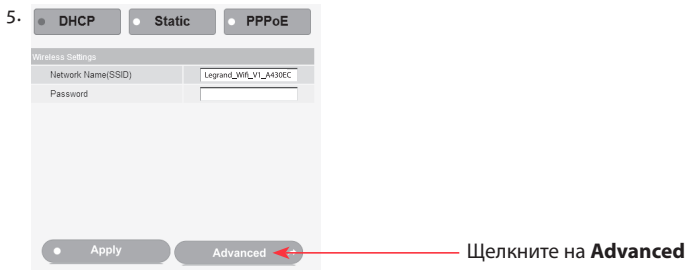 5.
DHCP Static PPPoE
Wireless Settings
Network Name(SSID) Legrand_Wifi_V1_A430EC
Password
Apply Advanced
Щелкните на Advanced